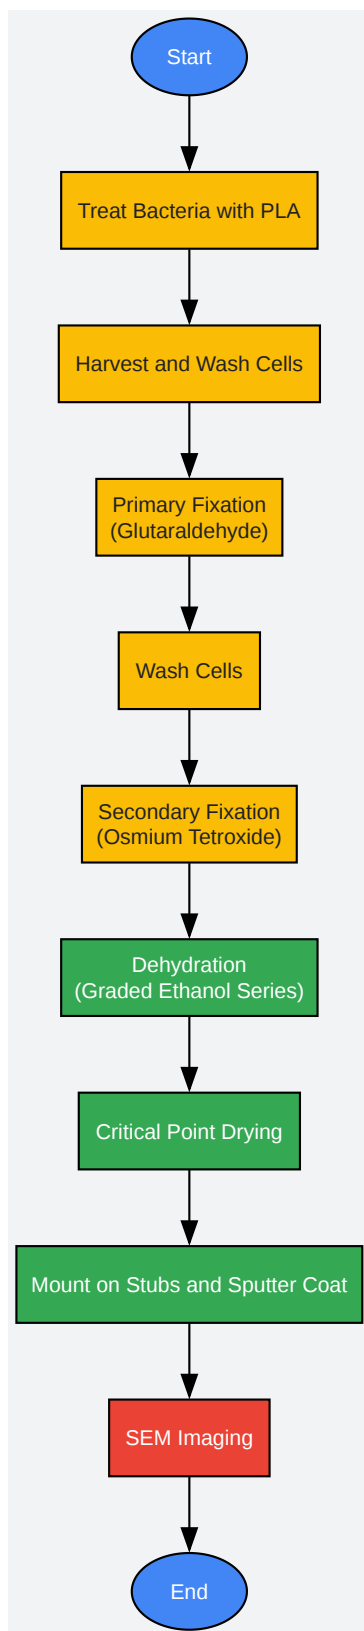 Start
Treat Bacteria with PLA
Harvest and Wash Cells
Primary Fixation
(Glutaraldehyde)
Wash Cells
Secondary Fixation
(Osmium Tetroxide)
Dehydration
(Graded Ethanol Series)
Critical Point Drying
Mount on Stubs and Sputter Coat
SEM Imaging
End